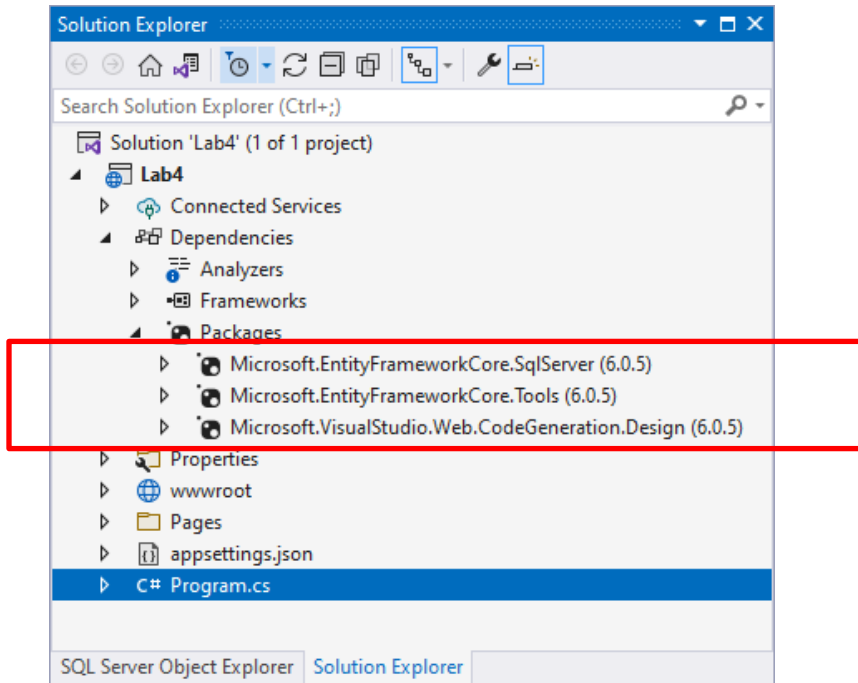 Solution Explorer
Search Solution Explorer (Ctrl+;)
Solution 'Lab4' (1 of 1 project)
Lab4
Connected Services
Dependencies
Analyzers
Frameworks
Packages
Microsoft.EntityFrameworkCore.SqlServer (6.0.5)
Microsoft.EntityFrameworkCore.Tools (6.0.5)
Microsoft.VisualStudio.Web.CodeGeneration.Design (6.0.5)
Properties
wwwroot
Pages
appsettings.json
C# Program.cs
SQL Server Object Explorer Solution Explorer